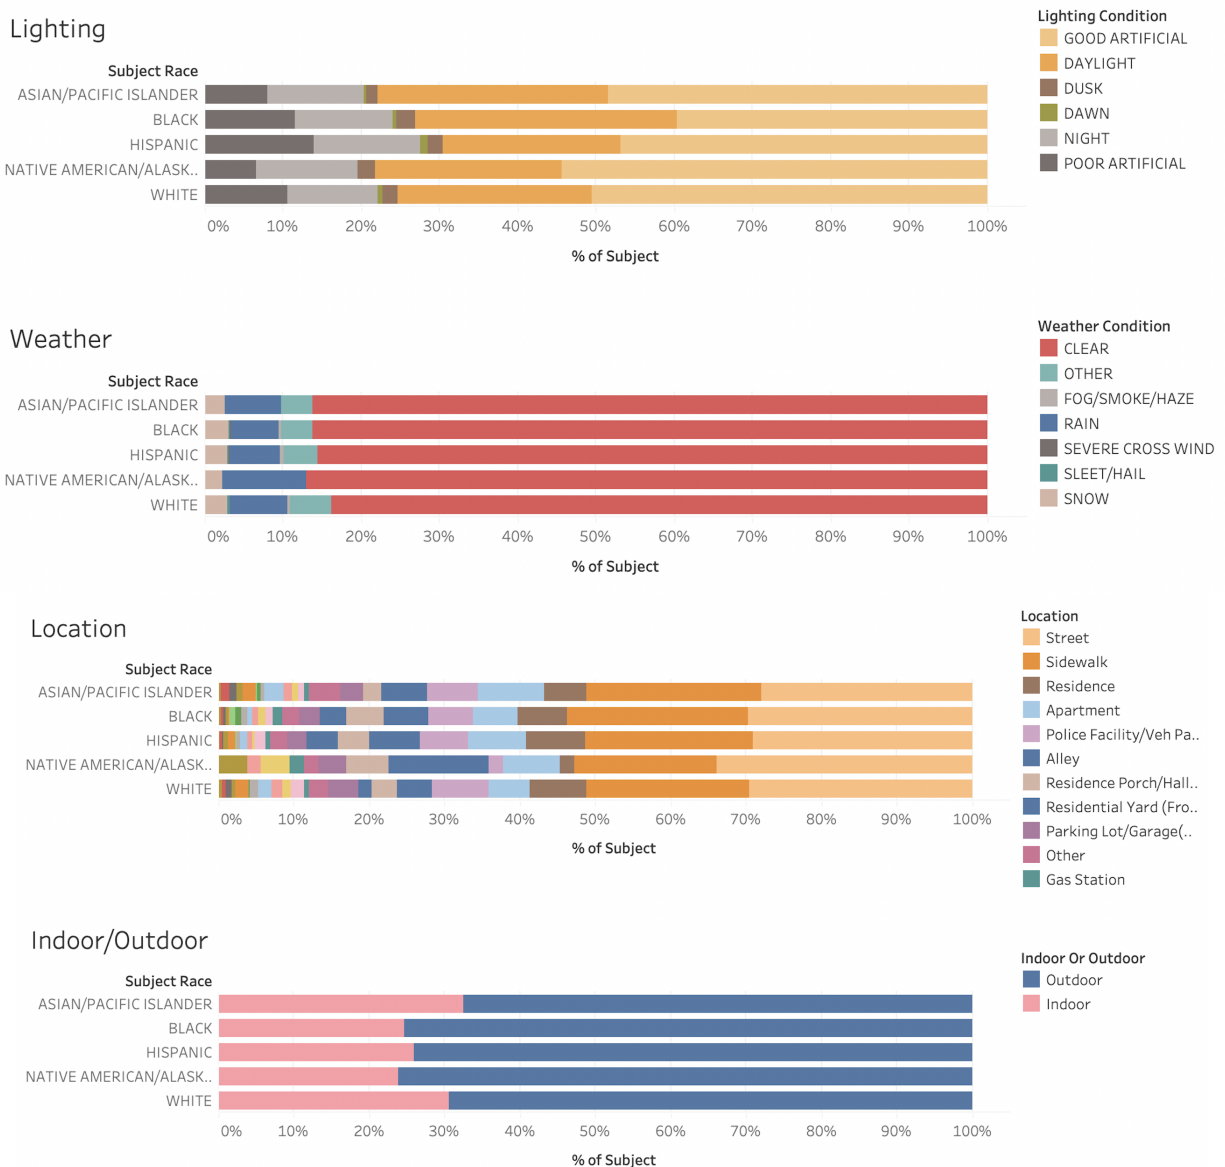 Lighting
Lighting Condition
GOOD ARTIFICIAL
DAYLIGHT
DUSK
DAWN
NIGHT
POOR ARTIFICIAL
Subject Race
ASIAN/PACIFIC ISLANDER
BLACK
HISPANIC
NATIVE AMERICAN/ALASK..
WHITE
0% 10% 20% 30% 40% 50% 60% 70% 80% 90% 100%
% of Subject
Weather
Weather Condition
CLEAR
OTHER
FOG/SMOKE/HAZE
RAIN
SEVERE CROSS WIND
SLEET/HAIL
SNOW
Subject Race
ASIAN/PACIFIC ISLANDER
BLACK
HISPANIC
NATIVE AMERICAN/ALASK..
WHITE
0% 10% 20% 30% 40% 50% 60% 70% 80% 90% 100%
% of Subject
Location
Location
Street
Sidewalk
Residence
Apartment
Police Facility/Veh Pa..
Alley
Residence Porch/Hall..
Residential Yard (Fro..
Parking Lot/Garage(..
Other
Gas Station
Subject Race
ASIAN/PACIFIC ISLANDER
BLACK
HISPANIC
NATIVE AMERICAN/ALASK..
WHITE
0% 10% 20% 30% 40% 50% 60% 70% 80% 90% 100%
% of Subject
Indoor/Outdoor
Indoor Or Outdoor
Outdoor
Indoor
Subject Race
ASIAN/PACIFIC ISLANDER
BLACK
HISPANIC
NATIVE AMERICAN/ALASK..
WHITE
0% 10% 20% 30% 40% 50% 60% 70% 80% 90% 100%
% of Subject